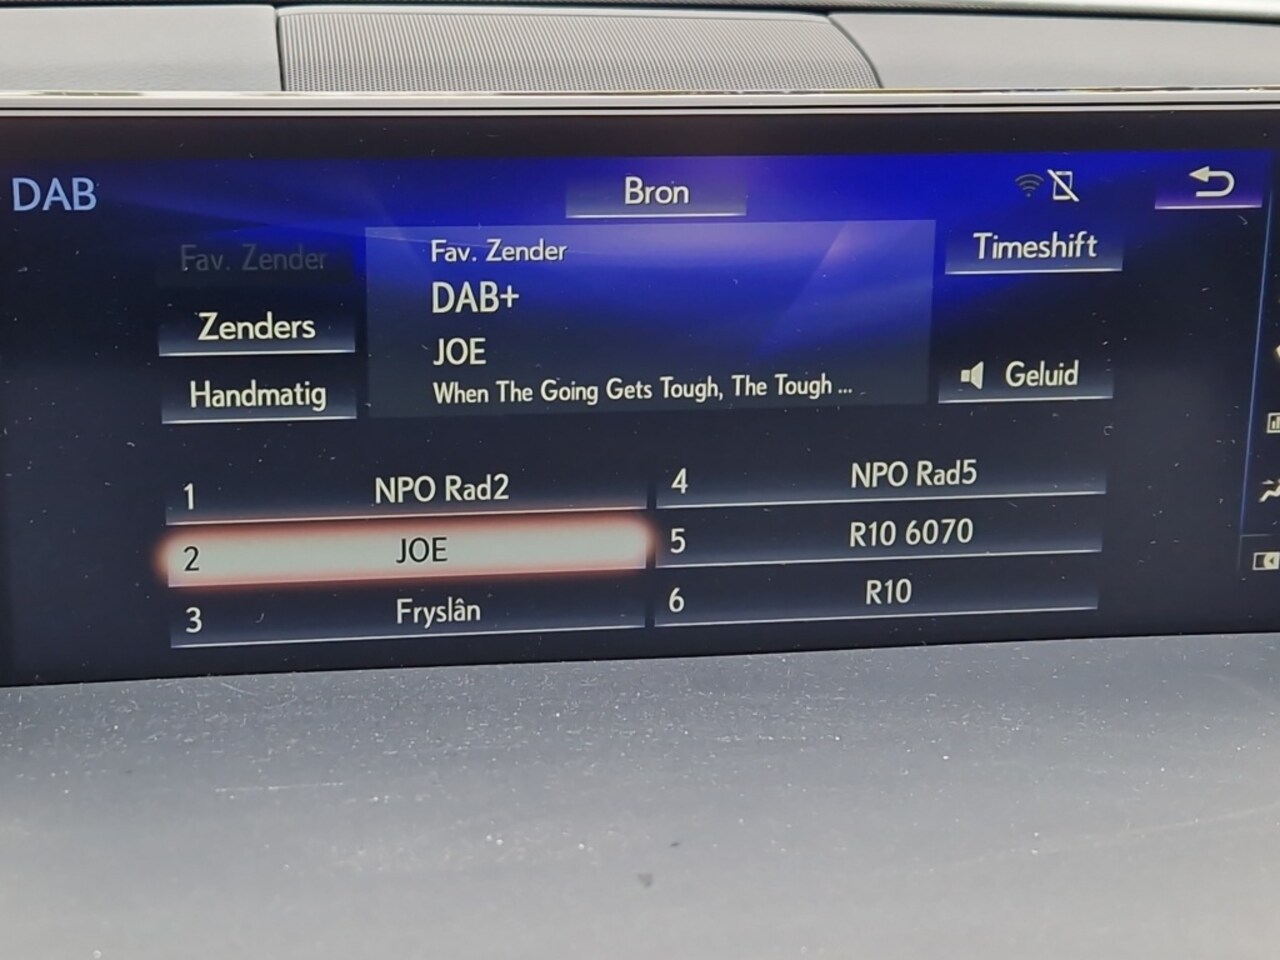 DAB
Bron
Fav. Zender
Zenders
Handmatig
Fav. Zender
DAB+
JOE
When The Going Gets Tough, The Tough ...
Timeshift
Geluid
1 NPO Rad2
2 JOE
3 Fryslân
4 NPO Rad5
5 R10 6070
6 R10